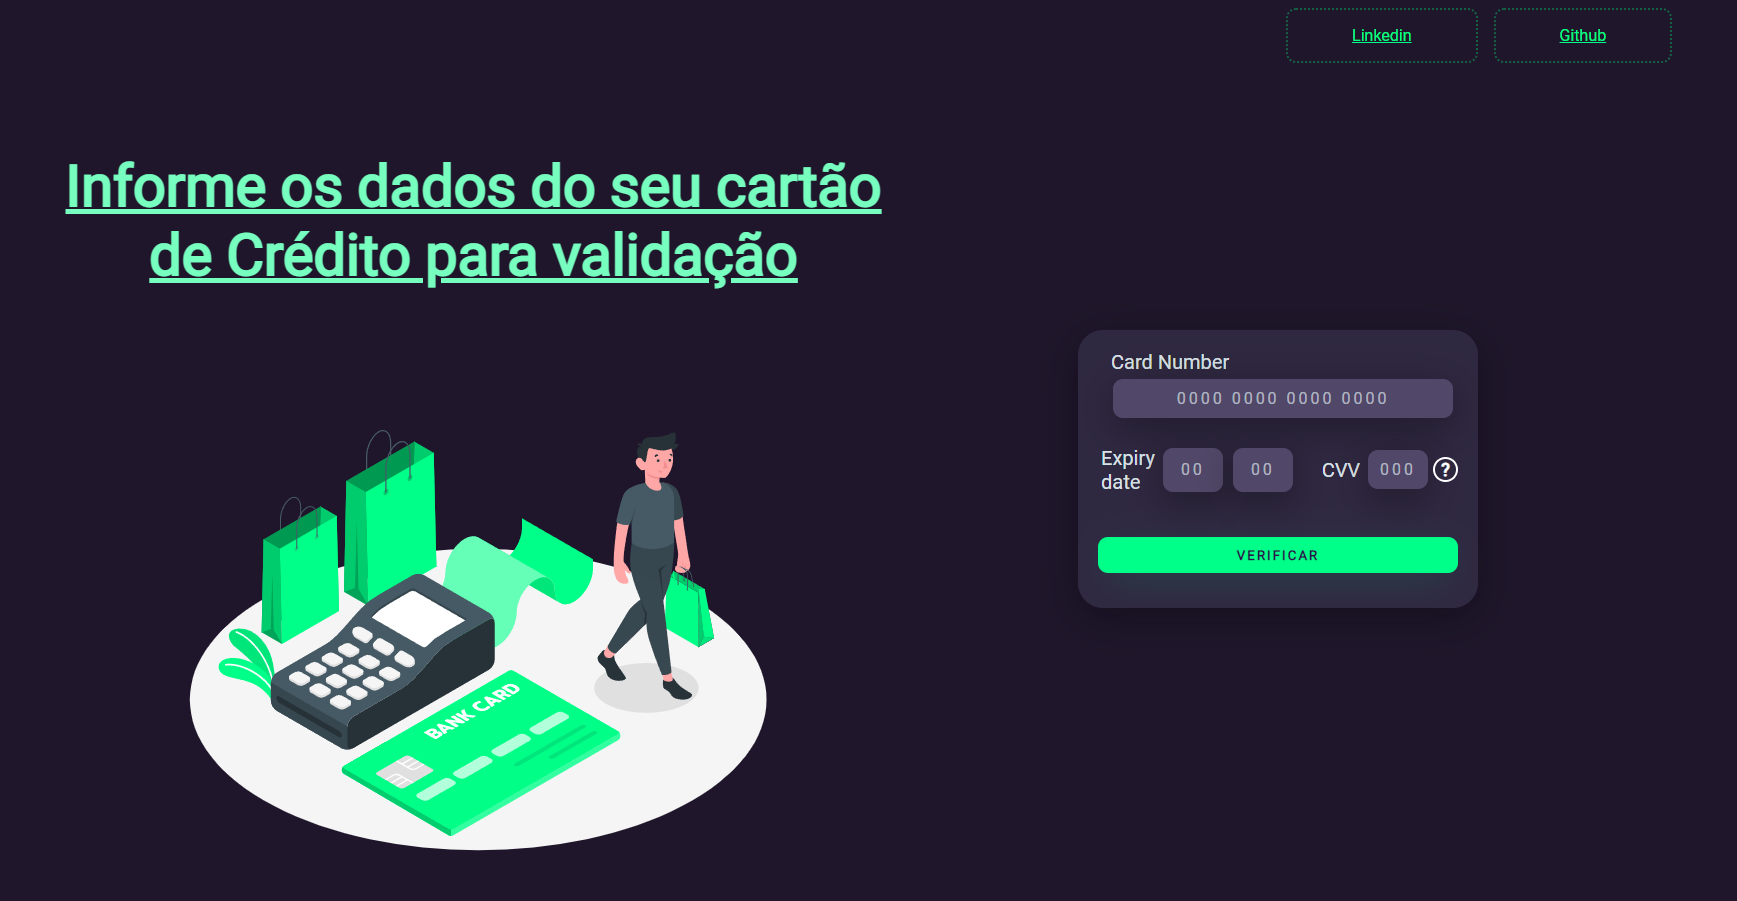 Linkedin
Github
Informe os dados do seu cartão
de Crédito para validação
Card Number
0000 0000 0000 0000
Expiry
date
00
00
CVV
000
?
VERIFICAR
BANK CARD